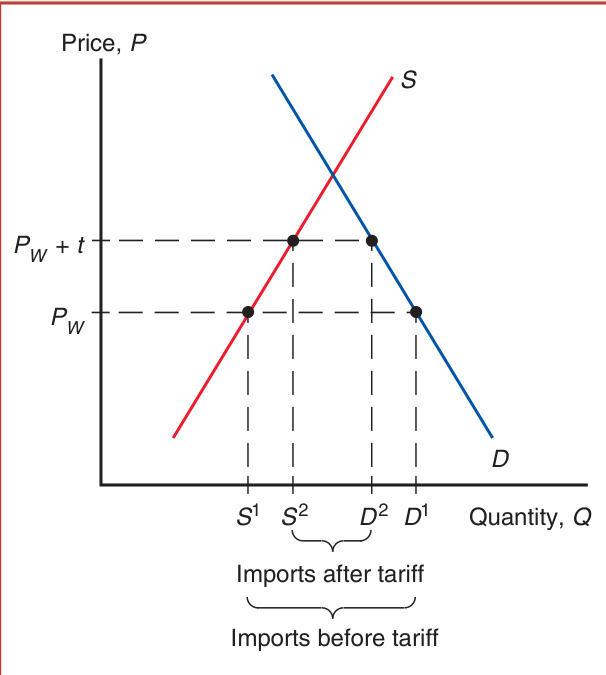 Price, P
S
P_W + t
P_W
D
S¹ S² D² D¹ Quantity, Q
Imports after tariff
Imports before tariff